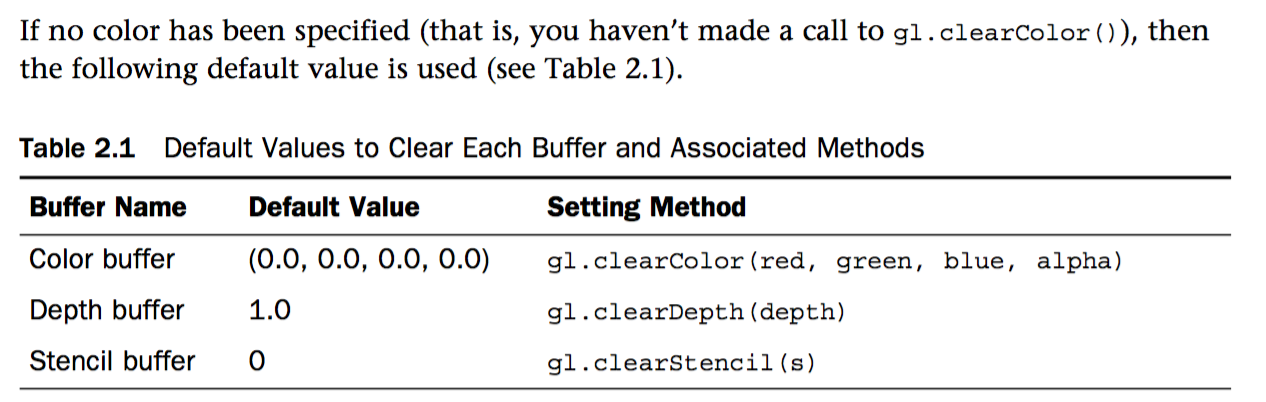 If no color has been specified (that is, you haven’t made a call to gl.clearColor()), then
the following default value is used (see Table 2.1).
Table 2.1 Default Values to Clear Each Buffer and Associated Methods
Buffer Name Default Value Setting Method
Color buffer (0.0, 0.0, 0.0, 0.0) gl.clearColor(red, green, blue, alpha)
Depth buffer 1.0 gl.clearDepth(depth)
Stencil buffer 0 gl.clearStencil(s)